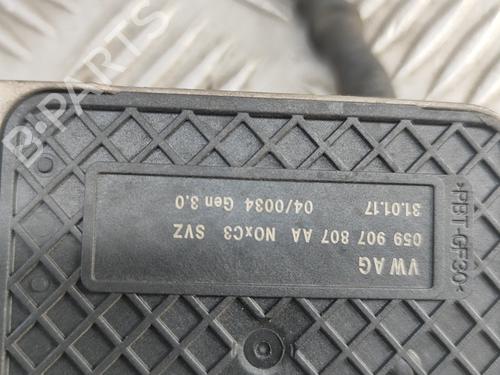 VW AG
059 907 807 AA NOxC3 SVZ
04/0034 Gen 3.0
31.01.17
>PBT-GF30<
B-PARTS